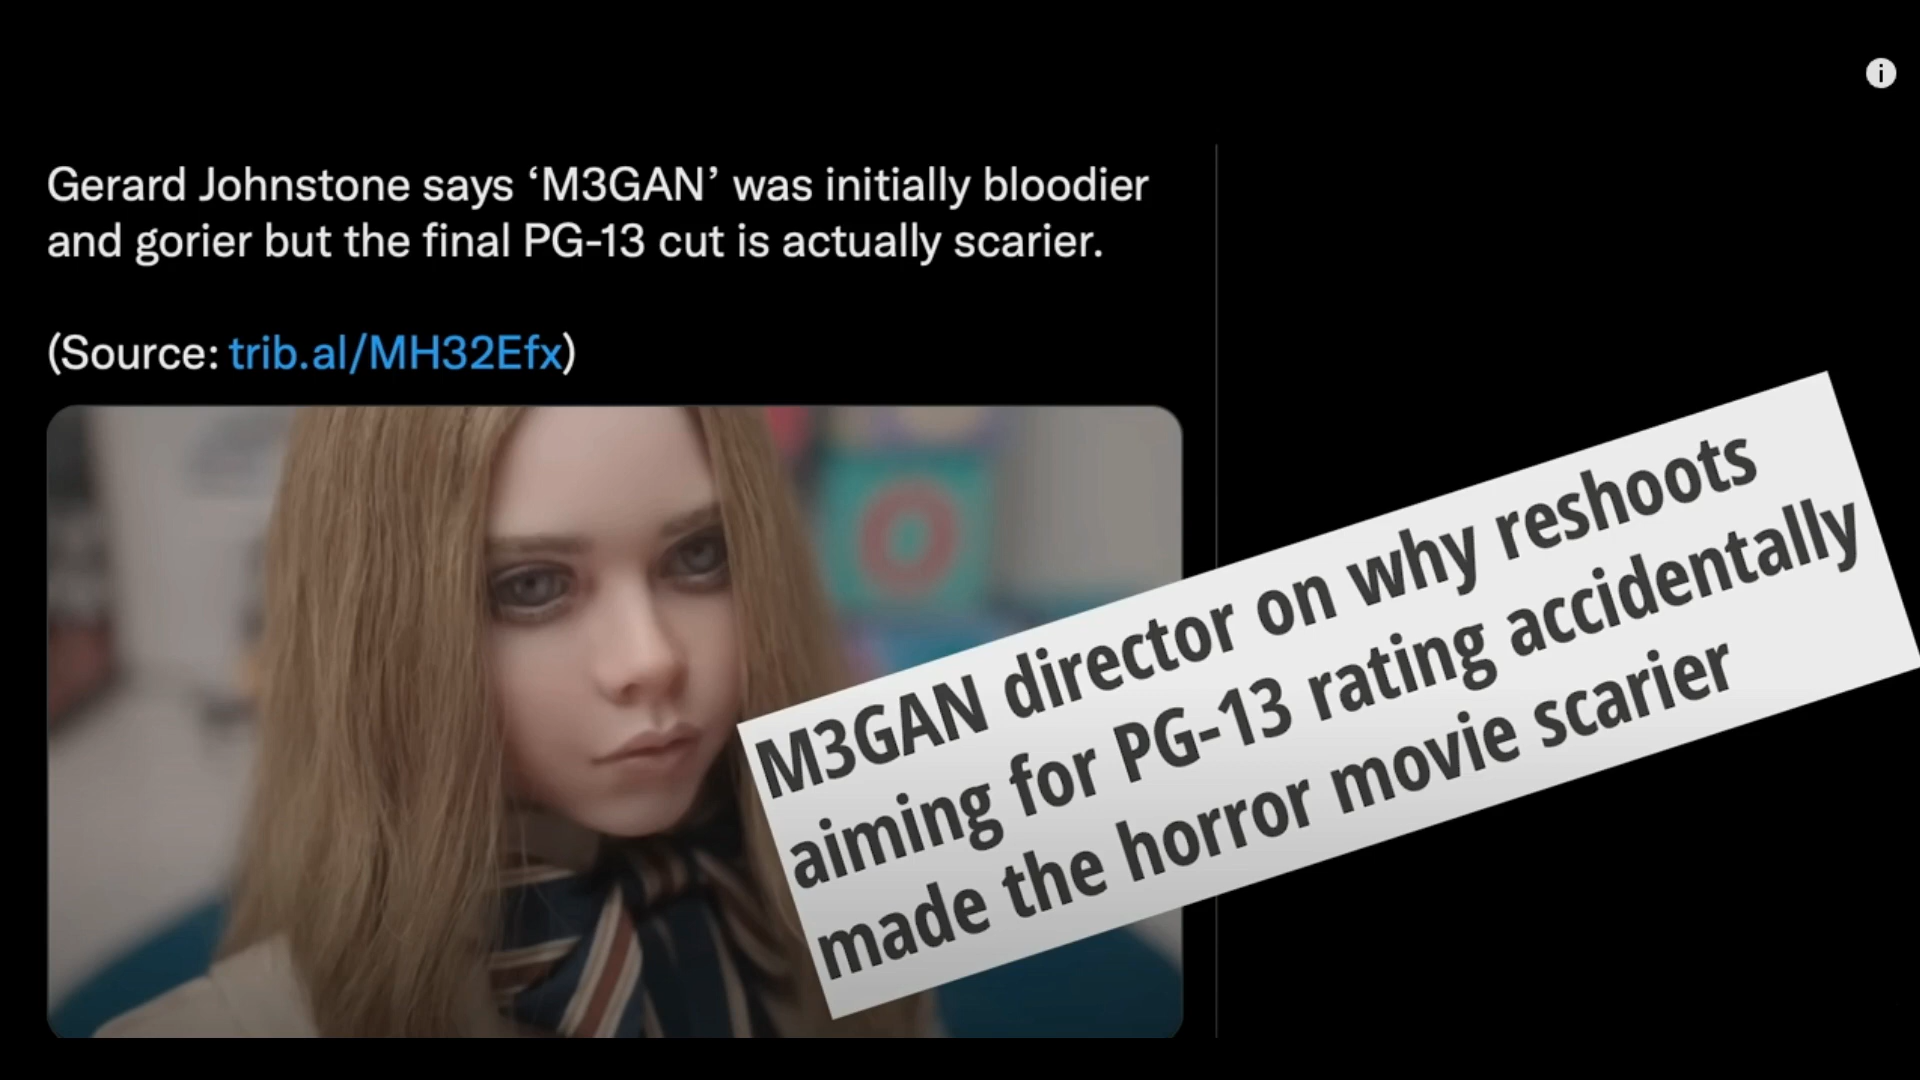 Gerard Johnstone says ‘M3GAN’ was initially bloodier
and gorier but the final PG-13 cut is actually scarier.
(Source: trib.al/MH32Efx)
M3GAN director on why reshoots
aiming for PG-13 rating accidentally
made the horror movie scarier
O
i